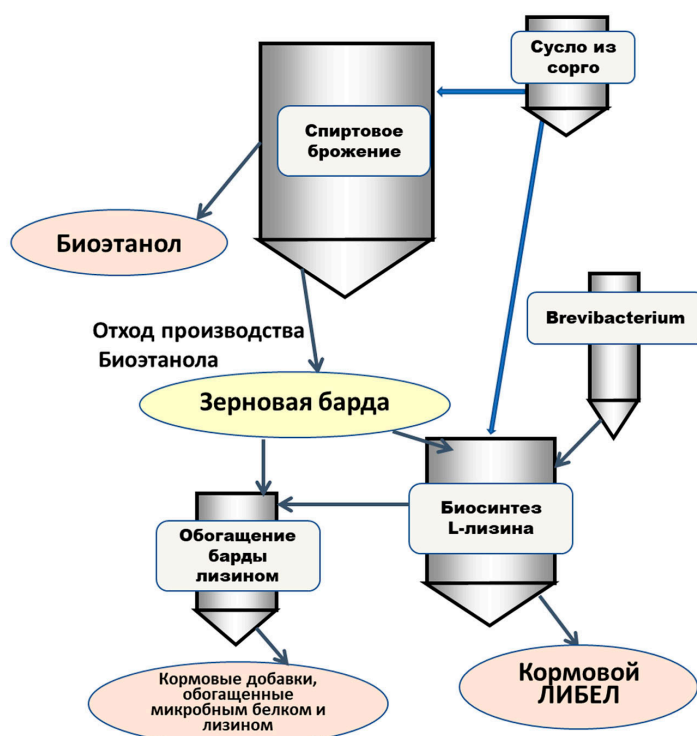 Сусло из
сорго
Спиртовое
брожение
Биоэтанол
Brevibacterium
Отход производства
Биоэтанола
Зерновая барда
Биосинтез
L-лизина
Обогащение
барды
лизином
Кормовые добавки,
обогащенные
микробным белком и
лизином
Кормовой
ЛИБЕЛ